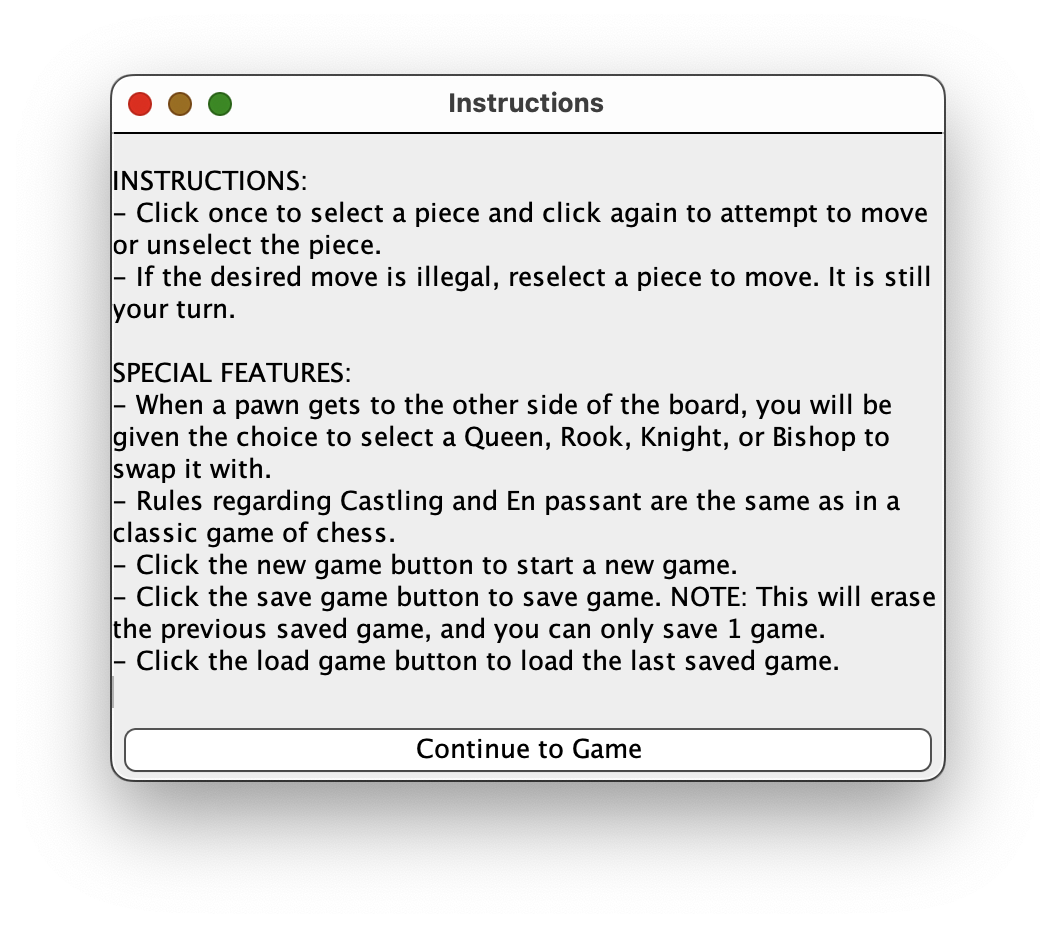 Instructions
INSTRUCTIONS:
– Click once to select a piece and click again to attempt to move
or unselect the piece.
– If the desired move is illegal, reselect a piece to move. It is still
your turn.
SPECIAL FEATURES:
– When a pawn gets to the other side of the board, you will be
given the choice to select a Queen, Rook, Knight, or Bishop to
swap it with.
– Rules regarding Castling and En passant are the same as in a
classic game of chess.
– Click the new game button to start a new game.
– Click the save game button to save game. NOTE: This will erase
the previous saved game, and you can only save 1 game.
– Click the load game button to load the last saved game.
Continue to Game